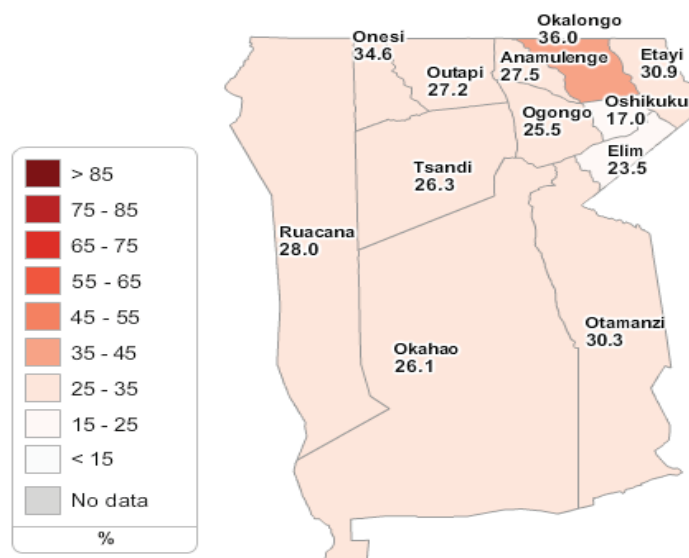 Okalongo
36.0
Onesi
34.6
Anamulenge
27.5
Etayi
30.9
Outapi
27.2
Oshikuku
17.0
Ogongo
25.5
Elim
23.5
Tsandi
26.3
Ruacana
28.0
Otamanzi
30.3
Okahao
26.1
> 85
75 - 85
65 - 75
55 - 65
45 - 55
35 - 45
25 - 35
15 - 25
< 15
No data
%